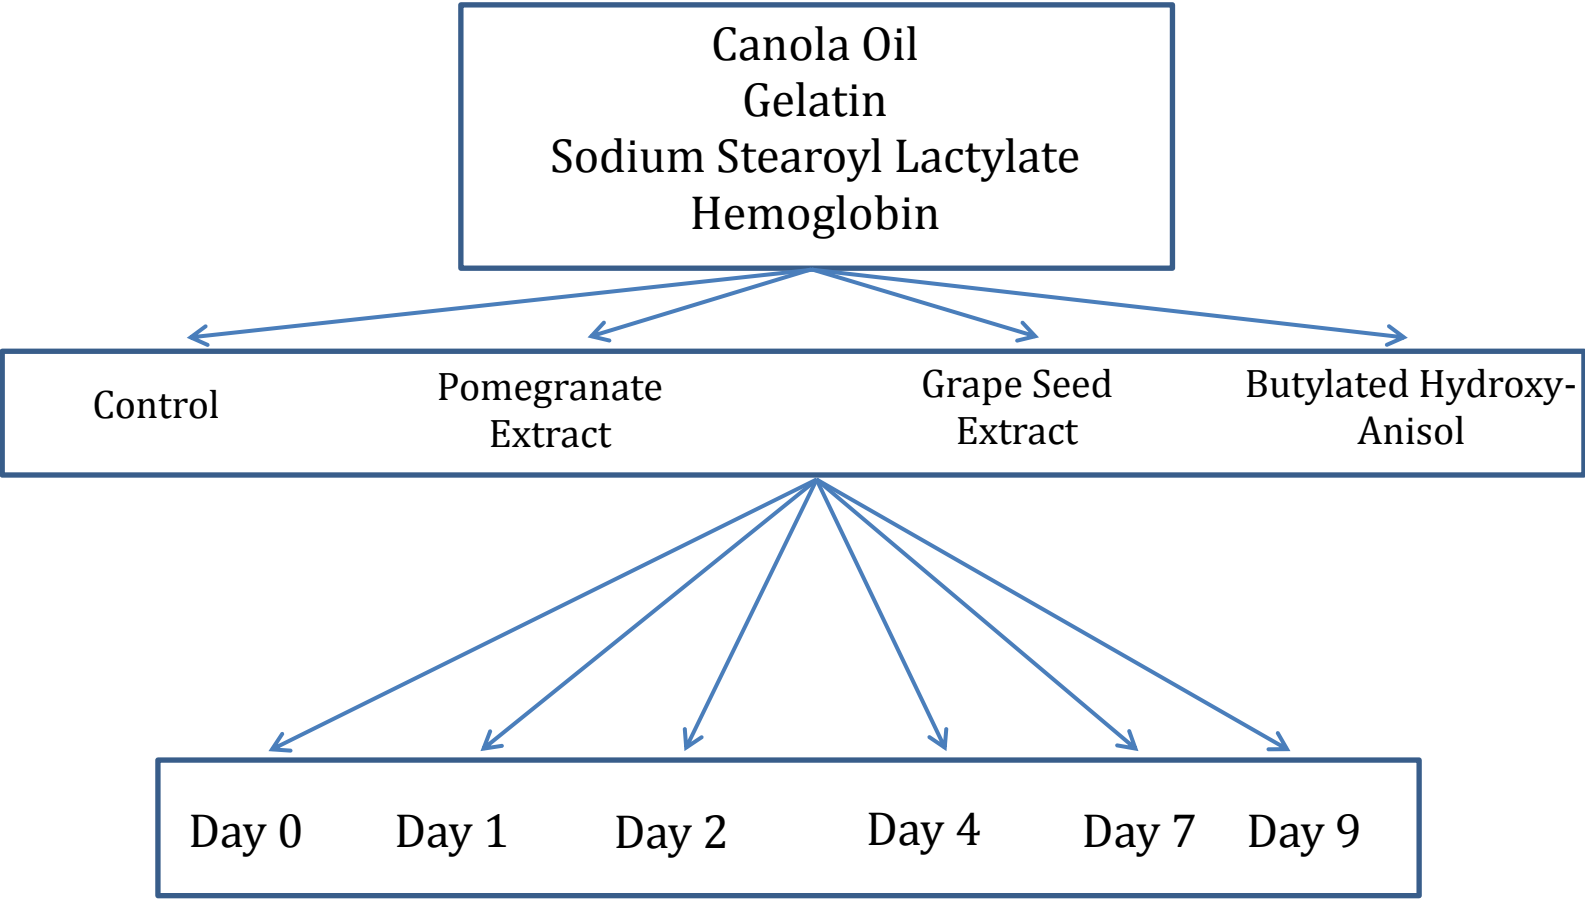 Canola Oil
Gelatin
Sodium Stearoyl Lactylate
Hemoglobin
Control
Pomegranate
Extract
Grape Seed
Extract
Butylated Hydroxy-
Anisol
Day 0
Day 1
Day 2
Day 4
Day 7
Day 9